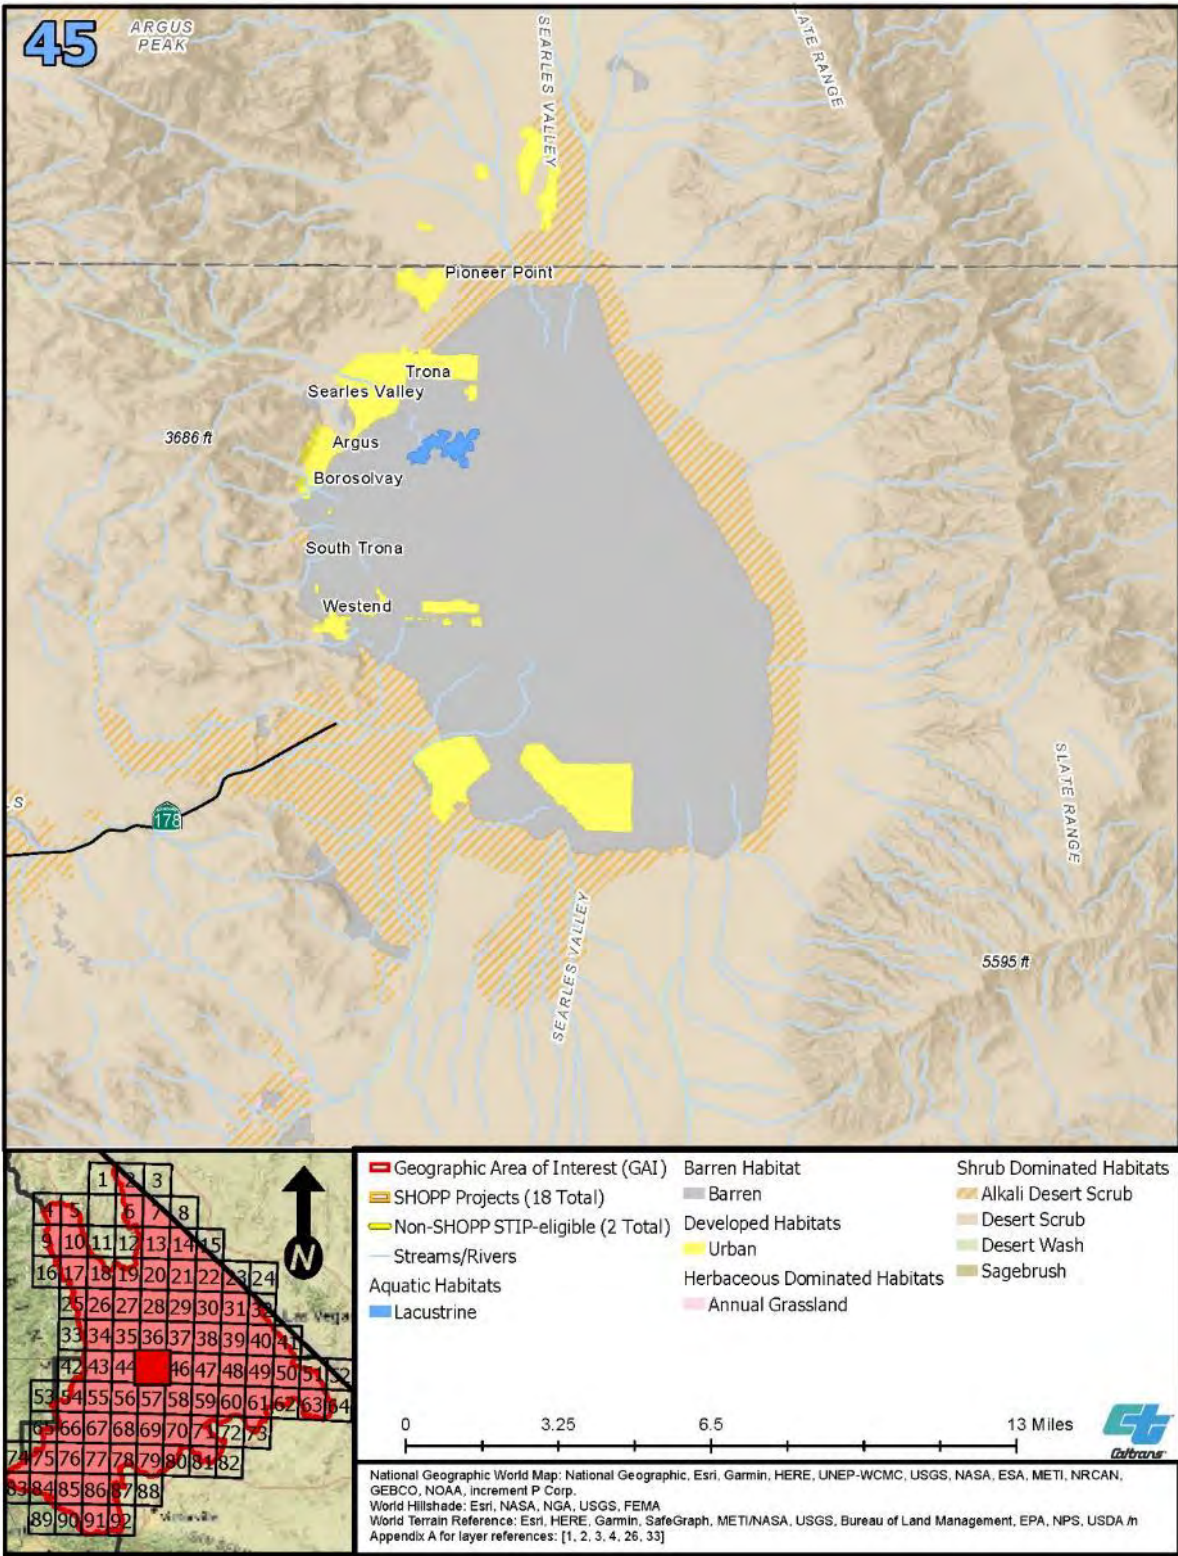 45
ARGUS
PEAK
SEARLES VALLEY
SLATE RANGE
Pioneer Point
Trona
Searles Valley
3686 ft
Argus
Borosolvay
South Trona
Westend
178
SLATE
RANGE
SEARLES VALLEY
5595 ft
1 2 3
4 5 6 7 8
9 10 11 12 13 14 15
16 17 18 19 20 21 22 23 24
25 26 27 28 29 30 31 32
33 34 35 36 37 38 39 40 41
42 43 44 46 47 48 49 50 51 52
53 54 55 56 57 58 59 60 61 62 63 64
65 66 67 68 69 70 71 72 73
74 75 76 77 78 79 80 81 82
83 84 85 86 87 88
89 90 91 92
N
Geographic Area of Interest (GAI)
SHOPP Projects (18 Total)
Non-SHOPP STIP-eligible (2 Total)
Streams/Rivers
Aquatic Habitats
Lacustrine
Barren Habitat
Barren
Developed Habitats
Urban
Herbaceous Dominated Habitats
Annual Grassland
Shrub Dominated Habitats
Alkali Desert Scrub
Desert Scrub
Desert Wash
Sagebrush
0 3.25 6.5 13 Miles
ct
Caltrans
National Geographic World Map: National Geographic, Esri, Garmin, HERE, UNEP-WCMC, USGS, NASA, ESA, METI, NRCAN,
GEBCO, NOAA, increment P Corp.
World Hillshade: Esri, NASA, NGA, USGS, FEMA
World Terrain Reference: Esri, HERE, Garmin, SafeGraph, METI/NASA, USGS, Bureau of Land Management, EPA, NPS, USDA /n
Appendix A for layer references: [1, 2, 3, 4, 26, 33]